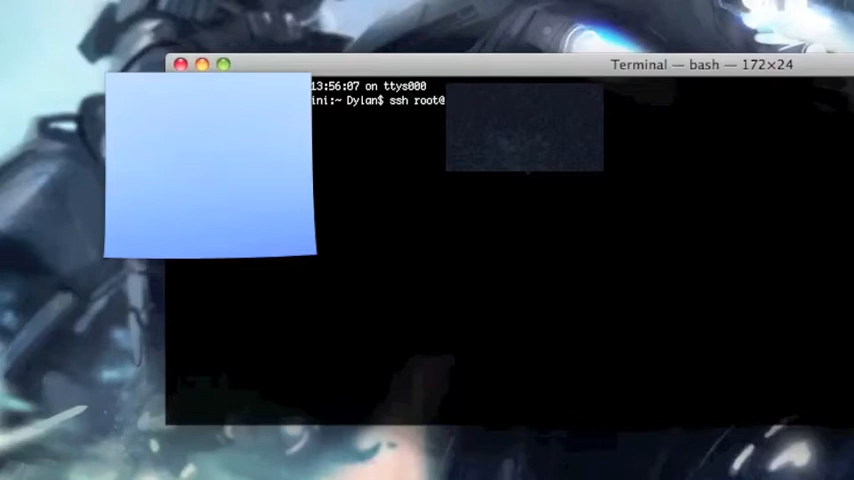 Terminal — bash — 172×24
13:56:07 on ttys000
ini:~ Dylan$ ssh root@